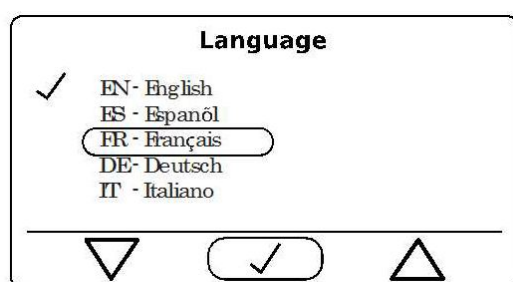 Language
EN - English
ES - Espanõl
FR - Français
DE - Deutsch
IT - Italiano